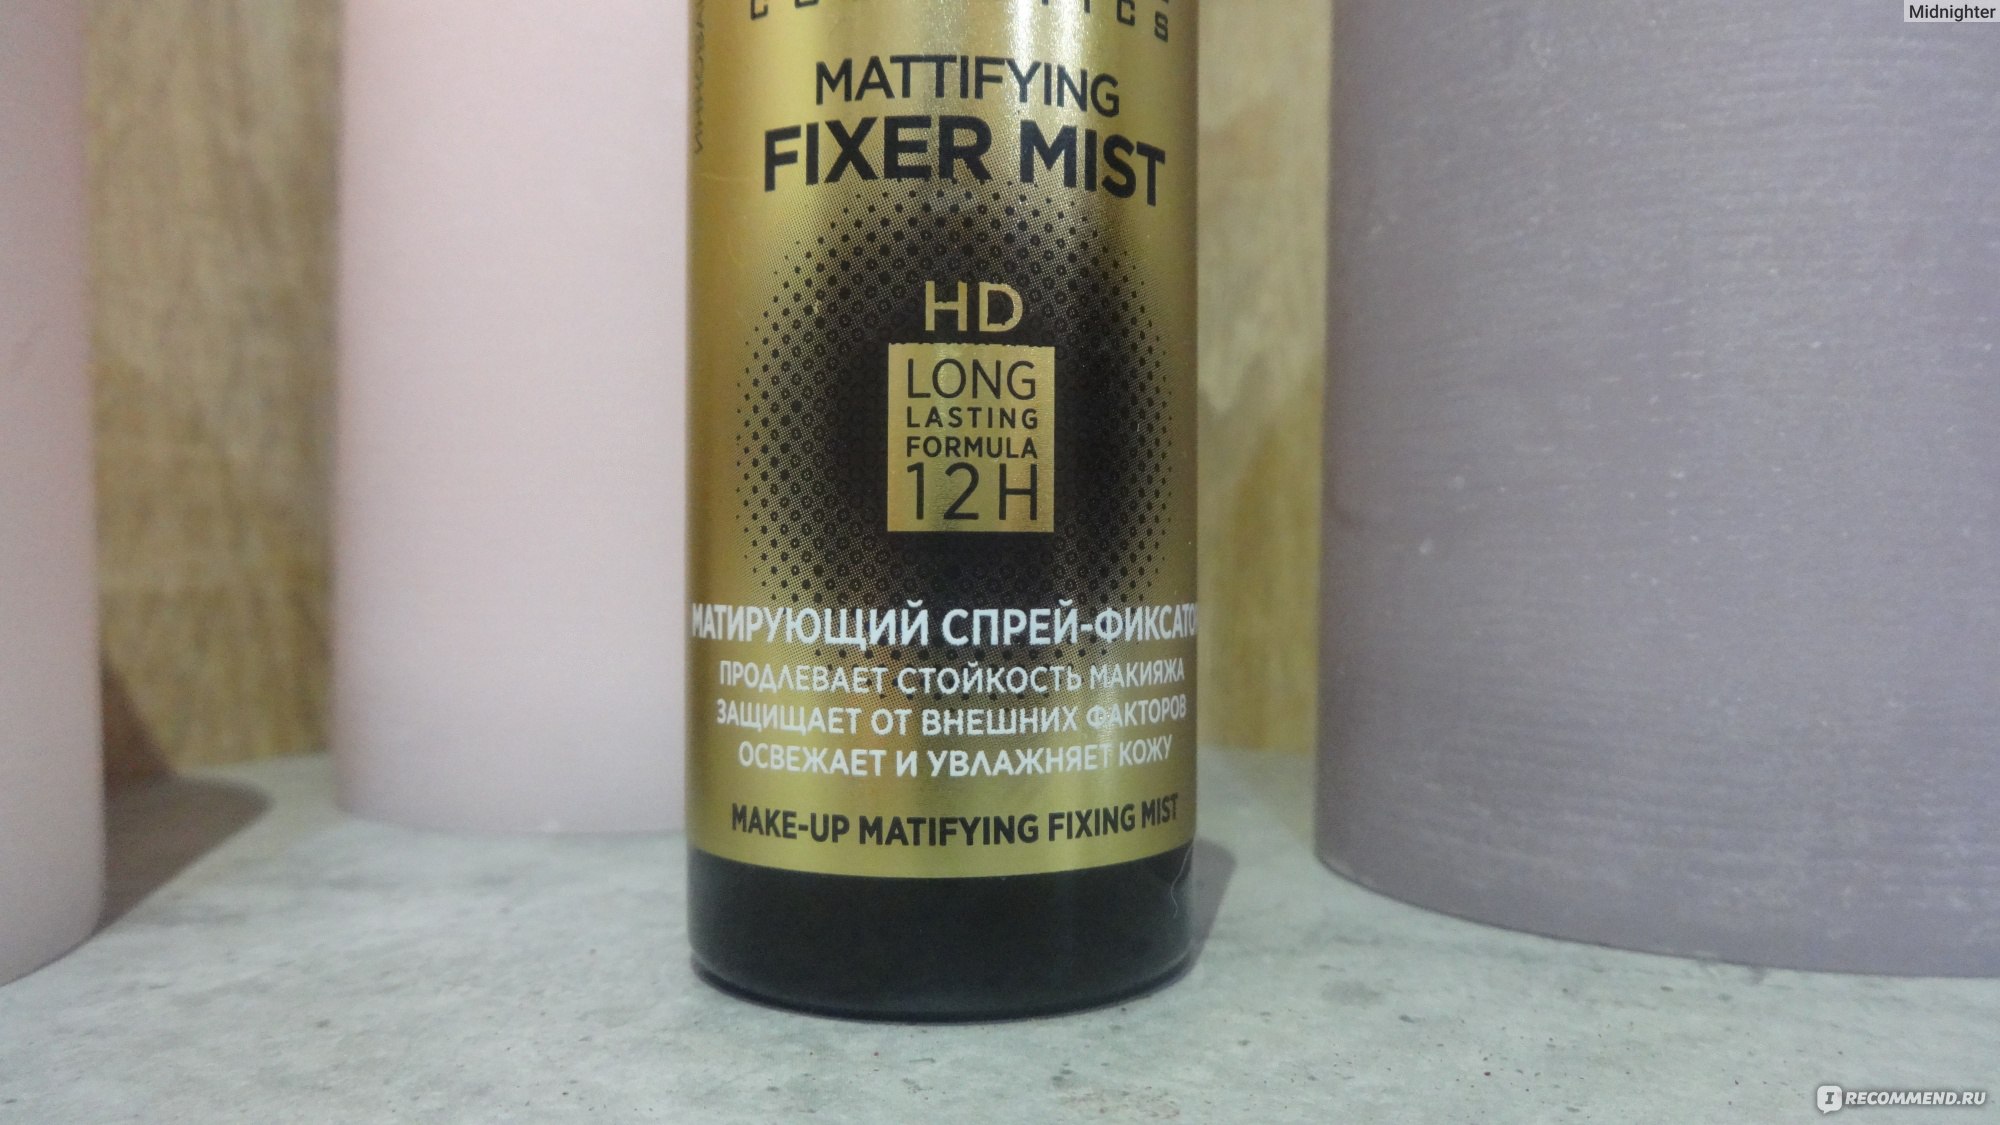 Midnighter
MATTIFYING
FIXER MIST
HD
LONG
LASTING
FORMULA
12H
МАТИРУЮЩИЙ СПРЕЙ-ФИКСАТО
ПРОДЛЕВАЕТ СТОЙКОСТЬ МАКИЯЖА
ЗАЩИЩАЕТ ОТ ВНЕШНИХ ФАКТОРОВ
ОСВЕЖАЕТ И УВЛАЖНЯЕТ КОЖУ
MAKE-UP MATIFYING FIXING MIST
IRECOMMEND.RU